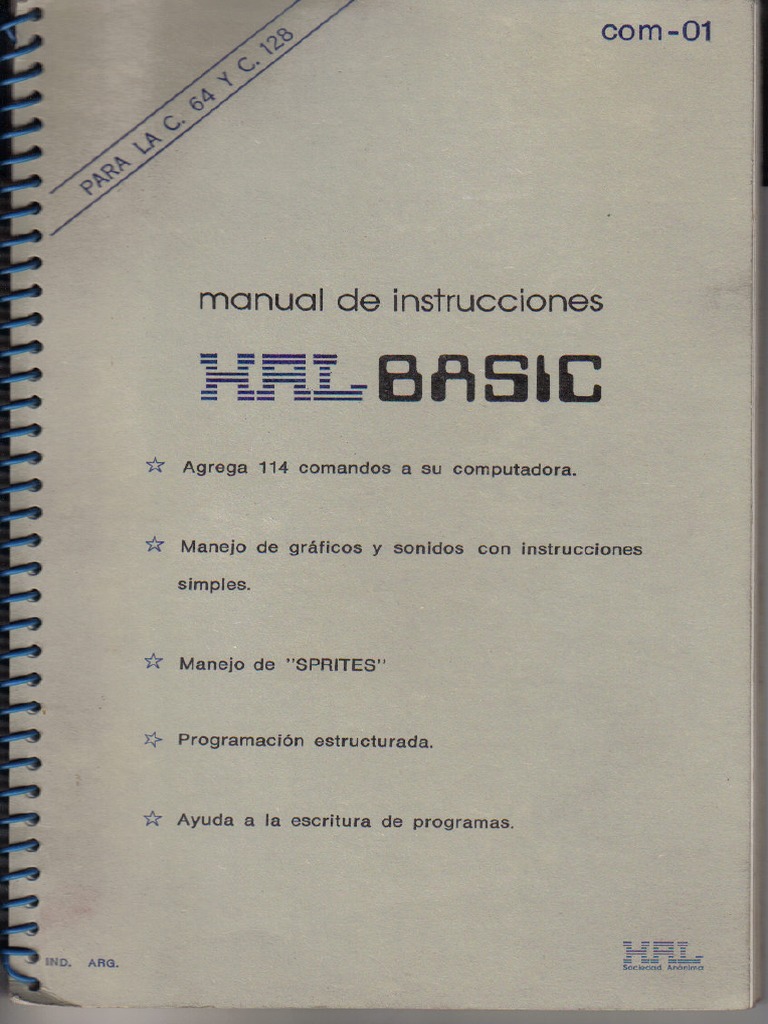 com-01
PARA LA C. 64 Y C. 128
manual de instrucciones
HAL BASIC
Agrega 114 comandos a su computadora.
Manejo de gráficos y sonidos con instrucciones
simples.
Manejo de "SPRITES"
Programación estructurada.
Ayuda a la escritura de programas.
IND. ARG.
HAL
Sociedad Anónima